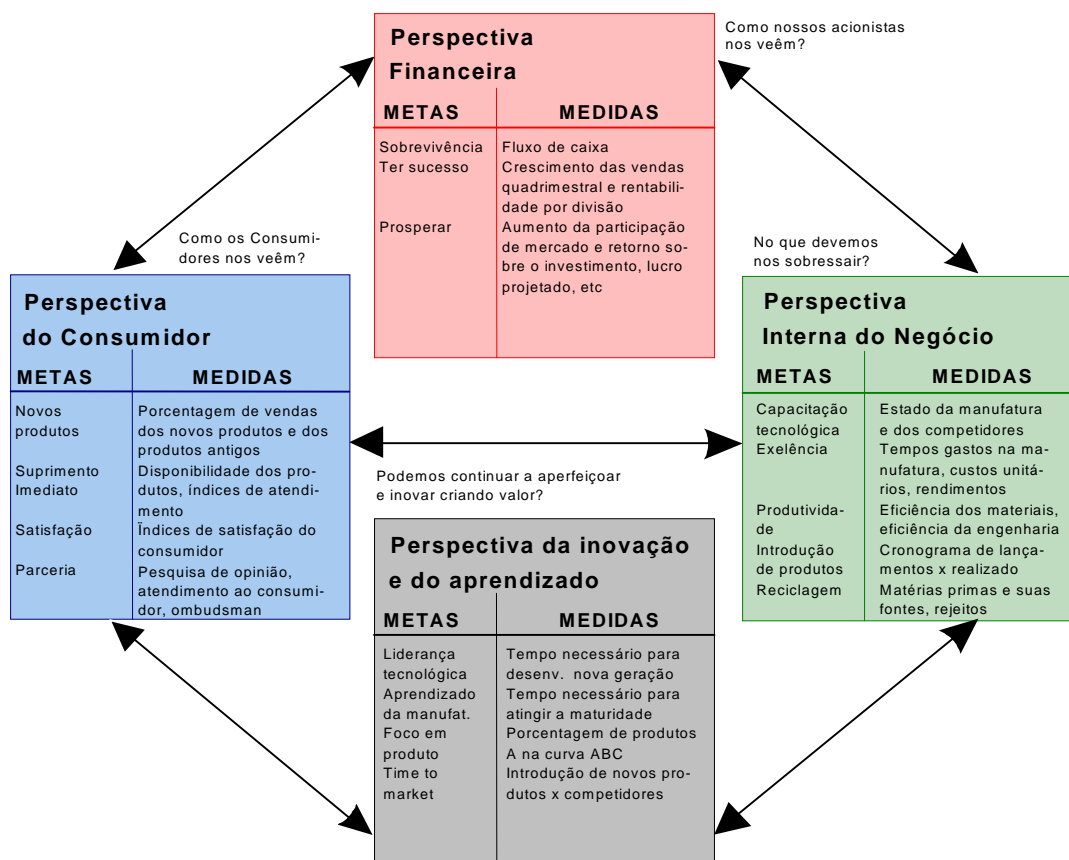 Como nossos acionistas
nos veêm?
Perspectiva
Financeira
METAS MEDIDAS
Sobrevivência Fluxo de caixa
Ter sucesso Crescimento das vendas
quadrimestral e rentabili-
dade por divisão
Prosperar Aumento da participação
de mercado e retorno so-
bre o investimento, lucro
projetado, etc
Como os Consumi-
dores nos veêm?
Perspectiva
do Consumidor
METAS MEDIDAS
Novos Porcentagem de vendas
produtos dos novos produtos e dos
produtos antigos
Suprimento Disponibilidade dos pro-
Imediato dutos, índices de atendi-
mento
Satisfação Ïndices de satisfação do
consumidor
Parceria Pesquisa de opinião,
atendimento ao consumi-
dor, ombudsman
No que devemos
nos sobressair?
Perspectiva
Interna do Negócio
METAS MEDIDAS
Capacitação Estado da manufatura
tecnológica e dos competidores
Exelência Tempos gastos na ma-
nufatura, custos unitá-
rios, rendimentos
Produtivida- Eficiência dos materiais,
de eficiência da engenharia
Introdução Cronograma de lança-
de produtos mentos x realizado
Reciclagem Matérias primas e suas
fontes, rejeitos
Podemos continuar a aperfeiçoar
e inovar criando valor?
Perspectiva da inovação
e do aprendizado
METAS MEDIDAS
Liderança Tempo necessário para
tecnológica desenv. nova geração
Aprendizado Tempo necessário para
da manufat. atingir a maturidade
Foco em Porcentagem de produtos
produto A na curva ABC
Time to Introdução de novos pro-
market dutos x competidores